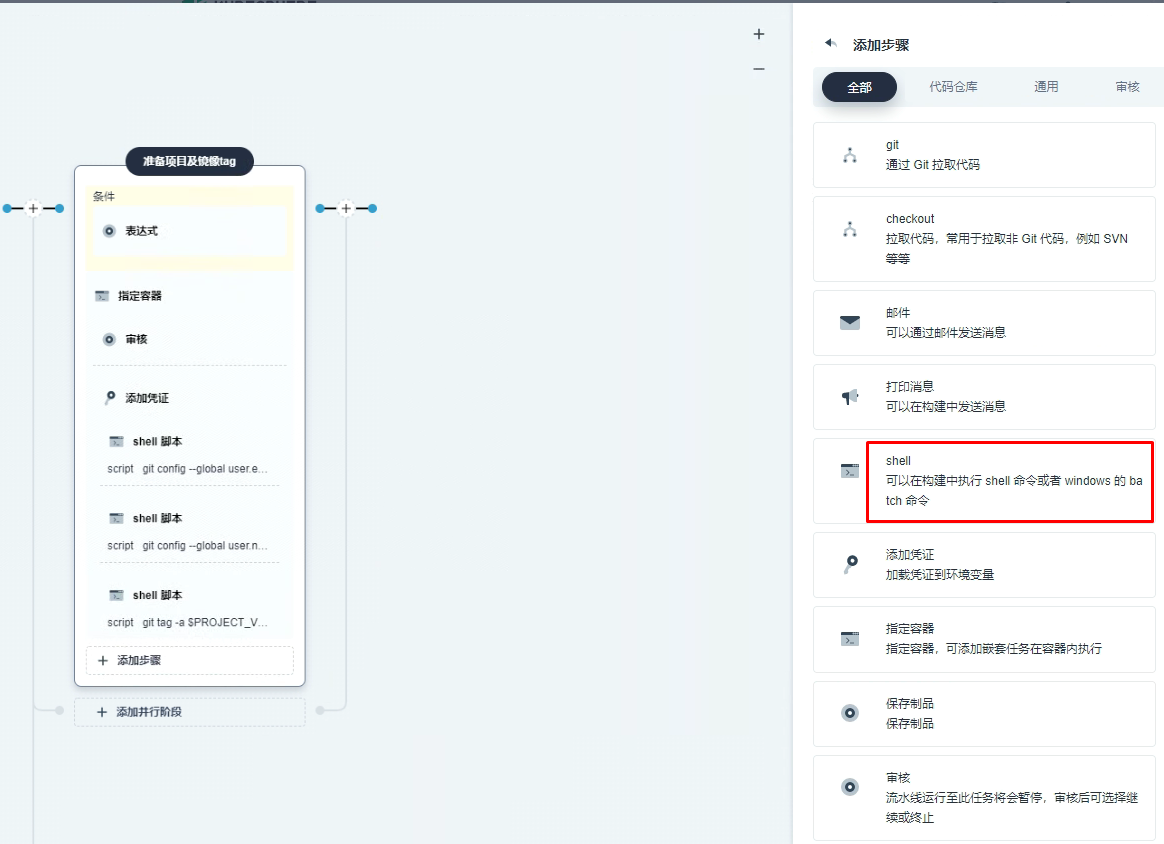 准备项目及镜像tag
条件
表达式
指定容器
审核
添加凭证
shell 脚本
script git config --global user.e...
shell 脚本
script git config --global user.n...
shell 脚本
script git tag -a $PROJECT_V...
添加步骤
添加并行阶段
添加步骤
全部 代码仓库 通用 审核
git
通过 Git 拉取代码
checkout
拉取代码，常用于拉取非 Git 代码，例如 SVN
等等
邮件
可以通过邮件发送消息
打印消息
可以在构建中发送消息
shell
可以在构建中执行 shell 命令或者 windows 的 ba
tch 命令
添加凭证
加载凭证到环境变量
指定容器
指定容器，可添加嵌套任务在容器内执行
保存制品
保存制品
审核
流水线运行至此任务将会暂停，审核后可选择继
续或终止